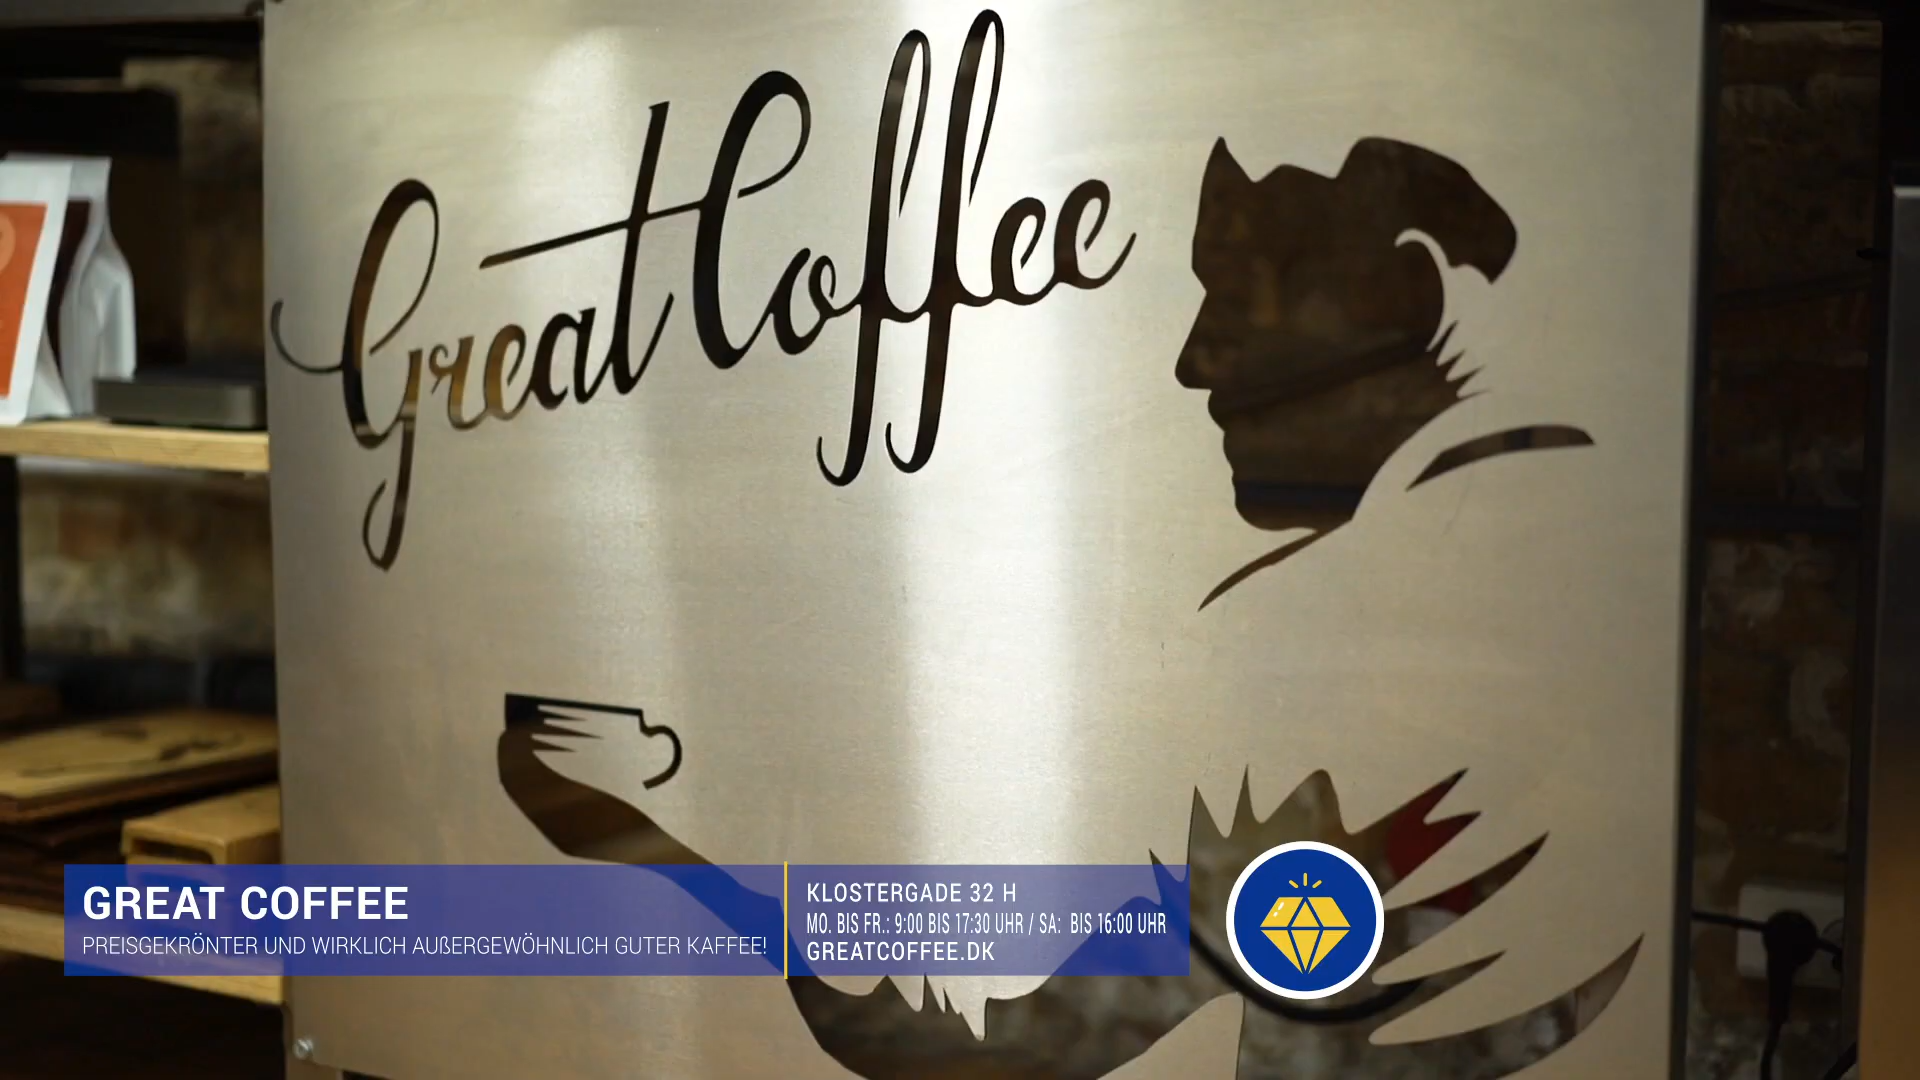 Great Coffee
GREAT COFFEE
PREISGEKRÖNTER UND WIRKLICH AUßERGEWÖHNLICH GUTER KAFFEE!
KLOSTERGADE 32 H
MO. BIS FR.: 9:00 BIS 17:30 UHR / SA: BIS 16:00 UHR
GREATCOFFEE.DK